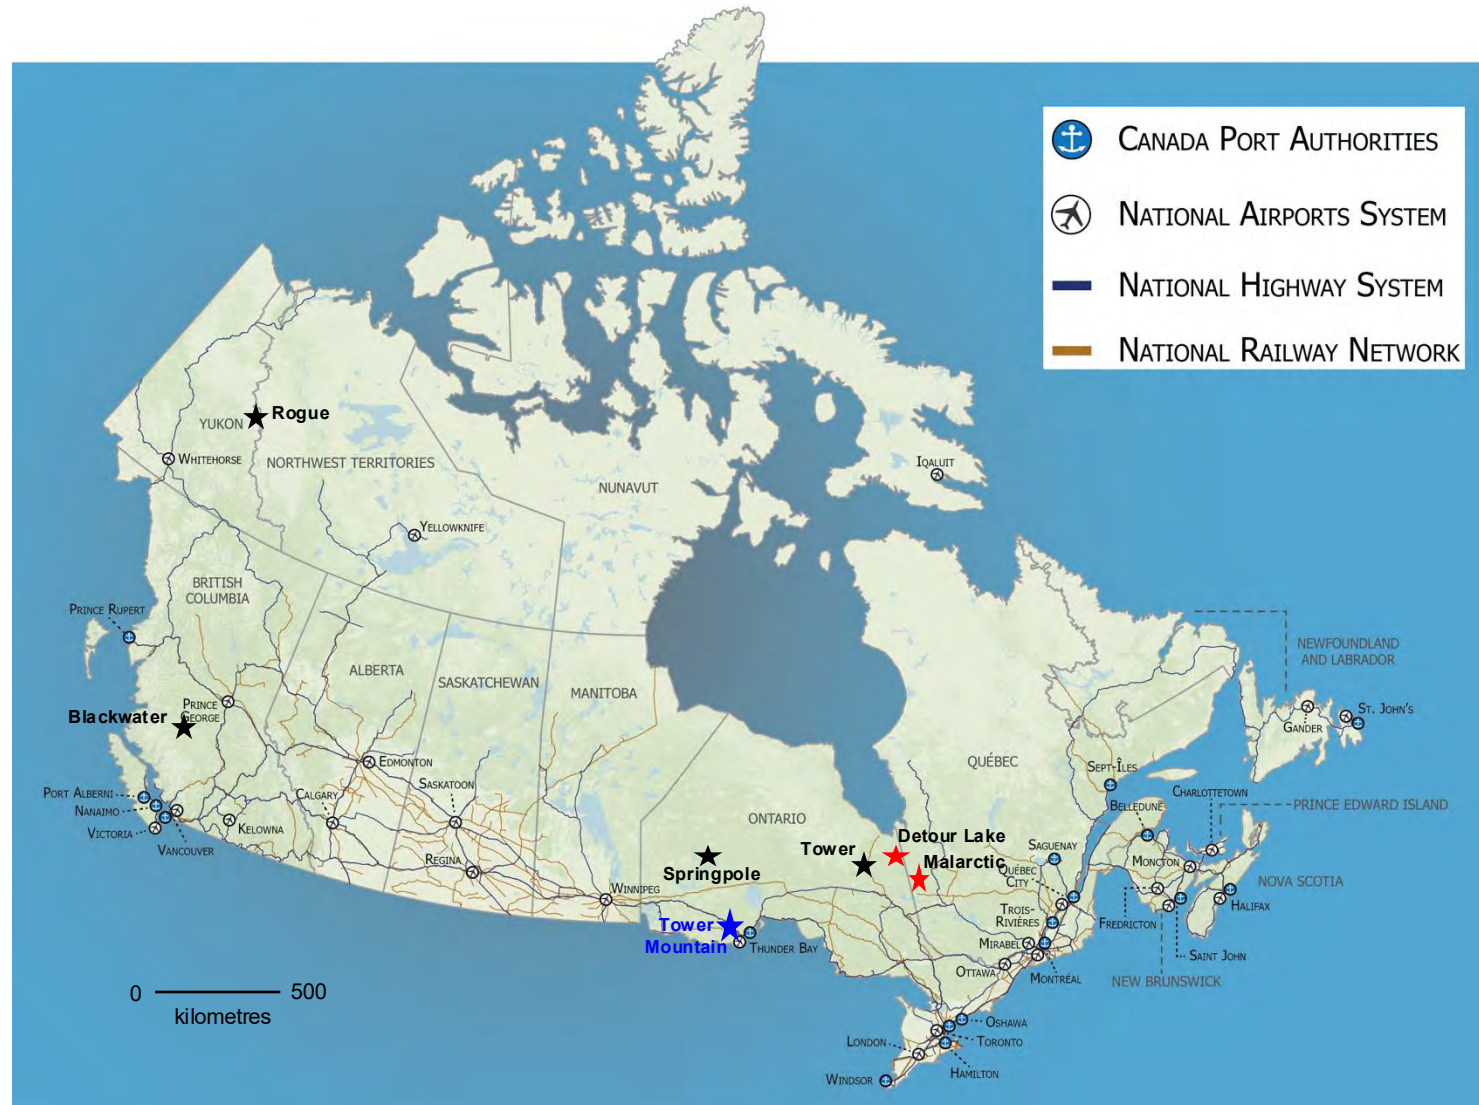 CANADA PORT AUTHORITIES
NATIONAL AIRPORTS SYSTEM
NATIONAL HIGHWAY SYSTEM
NATIONAL RAILWAY NETWORK
Rogue
YUKON
WHITEHORSE
NORTHWEST TERRITORIES
IQALUIT
NUNAVUT
YELLOWKNIFE
BRITISH
COLUMBIA
PRINCE RUPERT
NEWFOUNDLAND
AND LABRADOR
ALBERTA
SASKATCHEWAN
MANITOBA
PRINCE
GEORGE
Blackwater
ST. JOHN'S
GANDER
EDMONTON
QUÉBEC
SEPT-ÎLES
SASKATOON
CALGARY
PORT ALBERNI
NANAIMO
VICTORIA
VANCOUVER
KELOWNA
CHARLOTTETOWN
BELLEDUNE
PRINCE EDWARD ISLAND
ONTARIO
Detour Lake
Tower
Malarctic
SAGUENAY
REGINA
Springpole
QUÉBEC
CITY
MONCTON
NOVA SCOTIA
WINNIPEG
HALIFAX
TROIS-
RIVIÈRES
FREDRICTON
Tower
Mountain
THUNDER BAY
MIRABEL
SAINT JOHN
OTTAWA
MONTRÉAL
NEW BRUNSWICK
0 500
kilometres
OSHAWA
TORONTO
LONDON
HAMILTON
WINDSOR